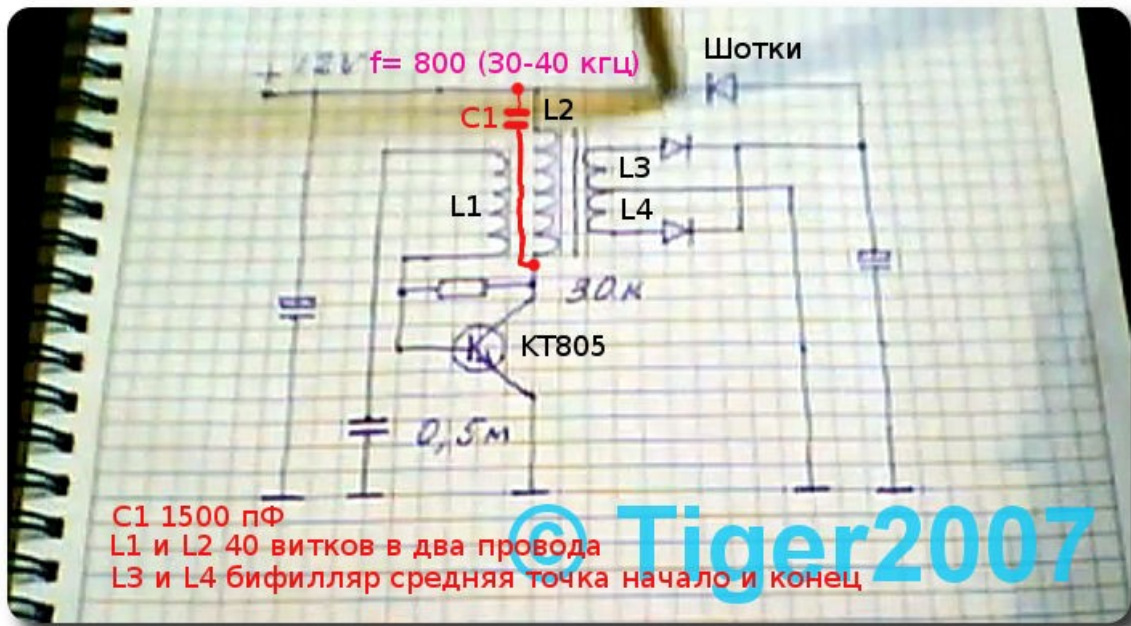 Шотки
+ 12V f= 800 (30-40 кгц)
C1 L2
L3
L1 L4
30к
К KT805
0,5м
C1 1500 пФ
L1 и L2 40 витков в два провода
L3 и L4 бифилляр средняя точка начало и конец
© Tiger2007